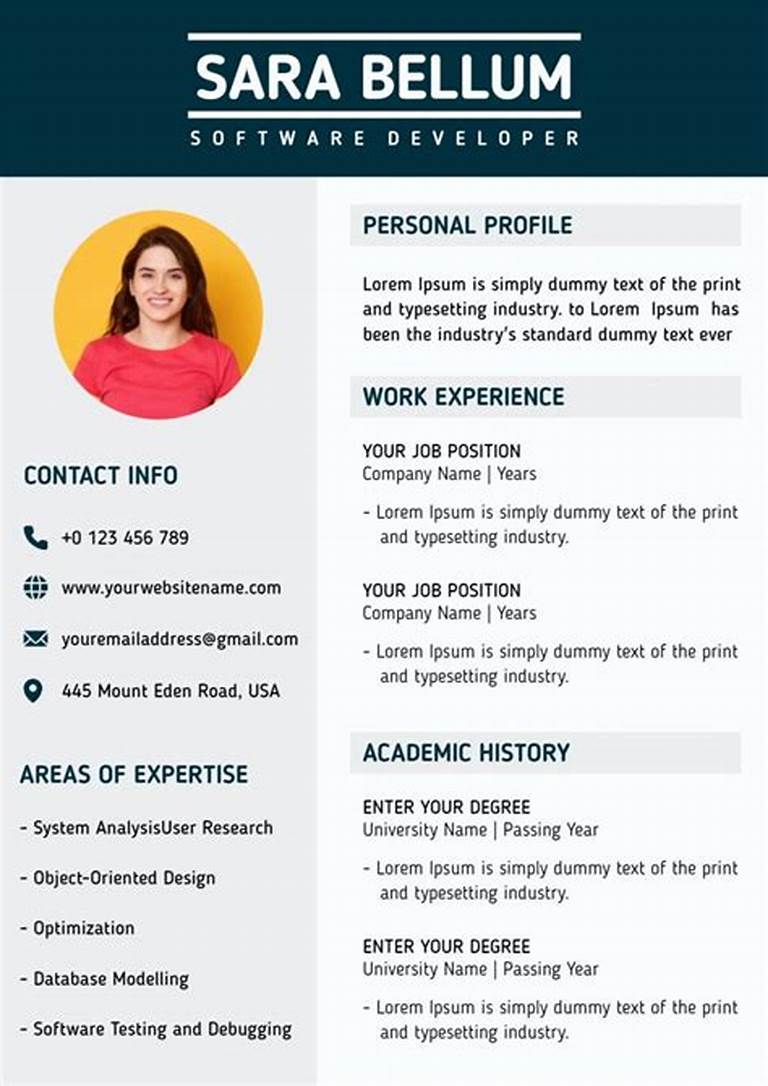 SARA BELLUM
SOFTWARE DEVELOPER
CONTACT INFO
+0 123 456 789
www.yourwebsitename.com
youremailaddress@gmail.com
445 Mount Eden Road, USA
AREAS OF EXPERTISE
- System AnalysisUser Research
- Object-Oriented Design
- Optimization
- Database Modelling
- Software Testing and Debugging
PERSONAL PROFILE
Lorem Ipsum is simply dummy text of the print
and typesetting industry. to Lorem Ipsum has
been the industry's standard dummy text ever
WORK EXPERIENCE
YOUR JOB POSITION
Company Name | Years
- Lorem Ipsum is simply dummy text of the print
and typesetting industry.
YOUR JOB POSITION
Company Name | Years
- Lorem Ipsum is simply dummy text of the print
and typesetting industry.
ACADEMIC HISTORY
ENTER YOUR DEGREE
University Name | Passing Year
- Lorem Ipsum is simply dummy text of the print
and typesetting industry.
ENTER YOUR DEGREE
University Name | Passing Year
- Lorem Ipsum is simply dummy text of the print
and typesetting industry.